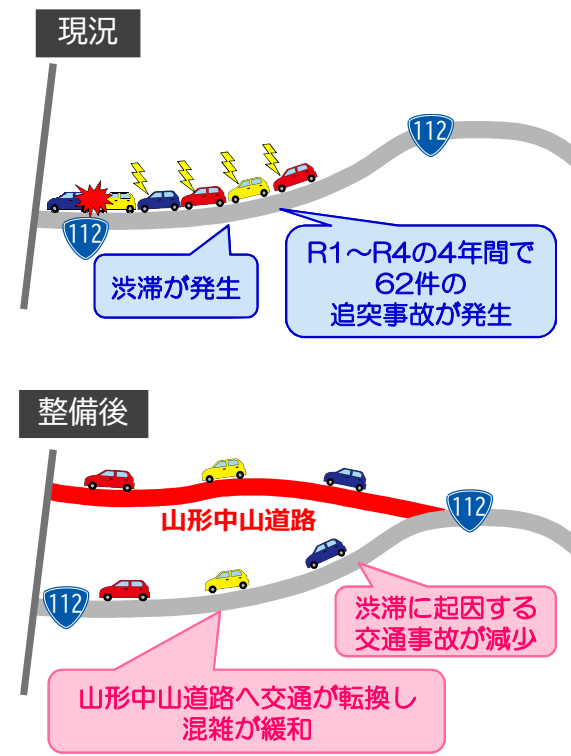 現況
112
112
渋滞が発生
R1～R4の4年間で
62件の
追突事故が発生
整備後
山形中山道路
112
112
渋滞に起因する
交通事故が減少
山形中山道路へ交通が転換し
混雑が緩和